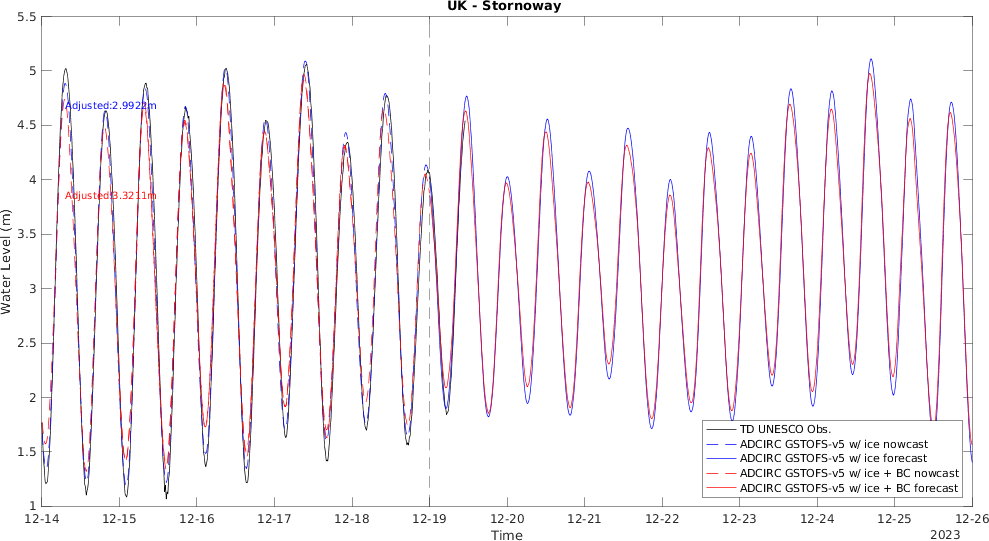 UK - Stornoway
5.5
5
4.5
4
3.5
3
2.5
2
1.5
1
Water Level (m)
Adjusted:2.9922m
Adjusted:3.3211m
TD UNESCO Obs.
ADCIRC GSTOFS-v5 w/ ice nowcast
ADCIRC GSTOFS-v5 w/ ice forecast
ADCIRC GSTOFS-v5 w/ ice + BC nowcast
ADCIRC GSTOFS-v5 w/ ice + BC forecast
12-14 12-15 12-16 12-17 12-18 12-19 12-20 12-21 12-22 12-23 12-24 12-25 12-26
Time
2023